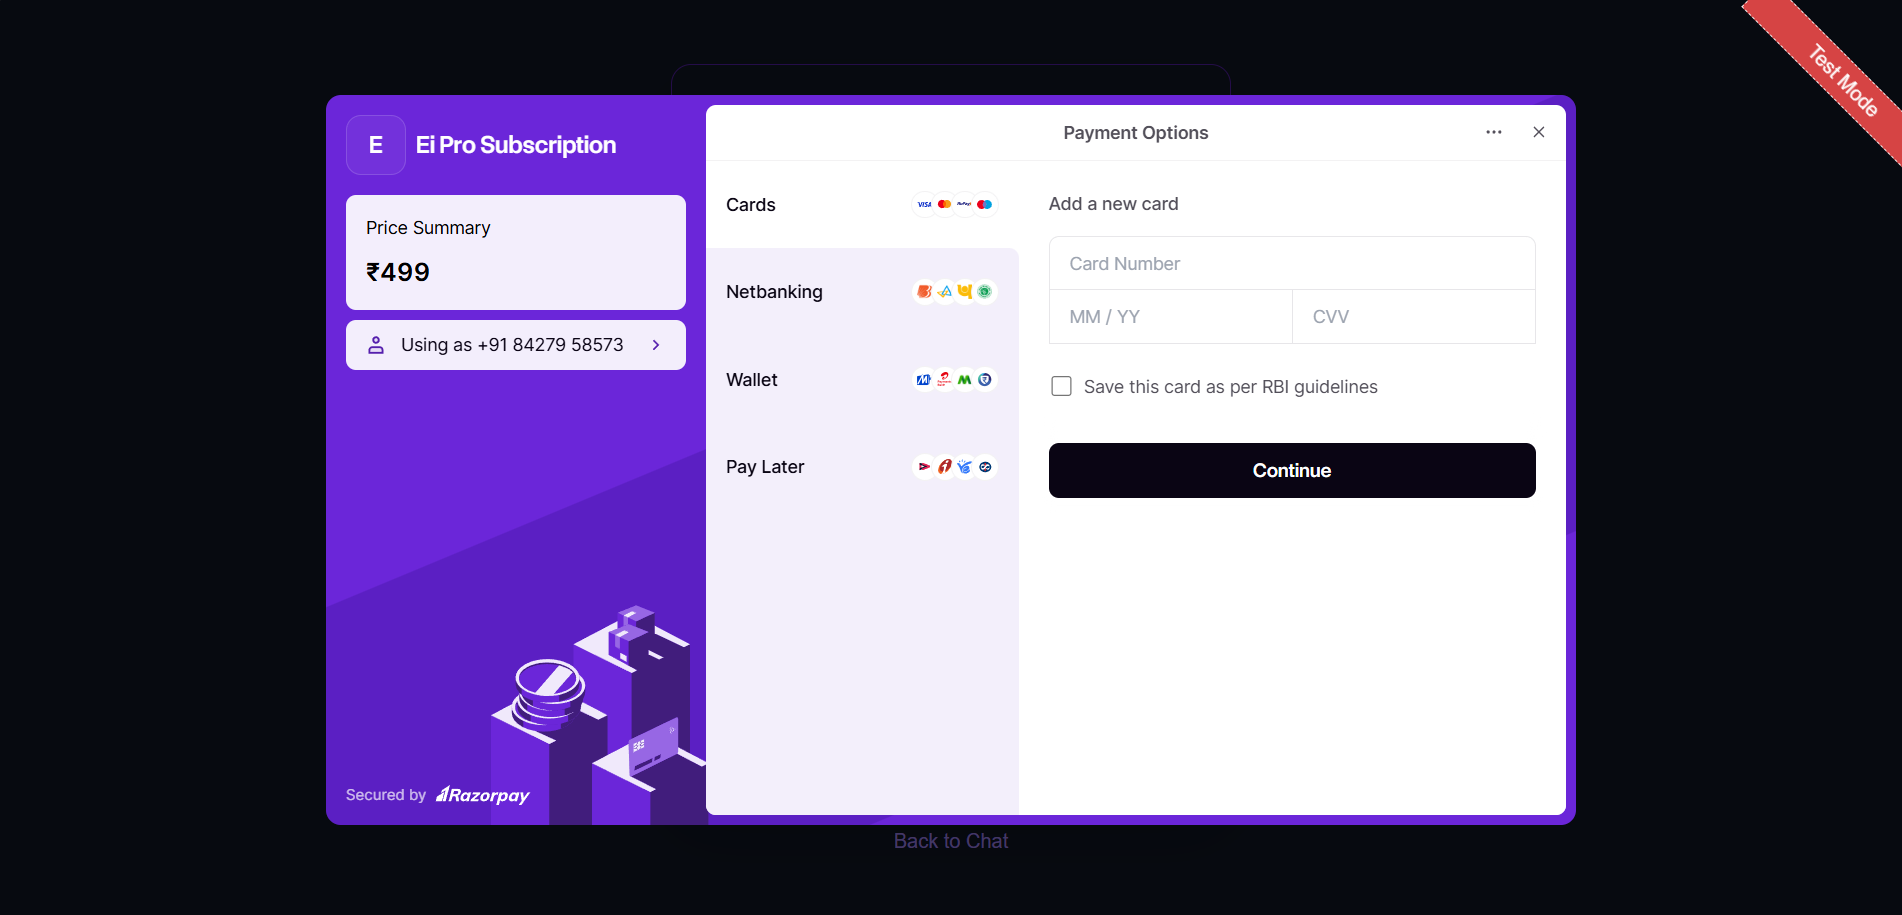 Test Mode
E
Ei Pro Subscription
Price Summary
₹499
Using as +91 84279 58573
Secured by Razorpay
Payment Options
Cards
VISA
RuPay
Netbanking
Wallet
Pay Later
Add a new card
Card Number
MM / YY
CVV
Save this card as per RBI guidelines
Continue
Back to Chat